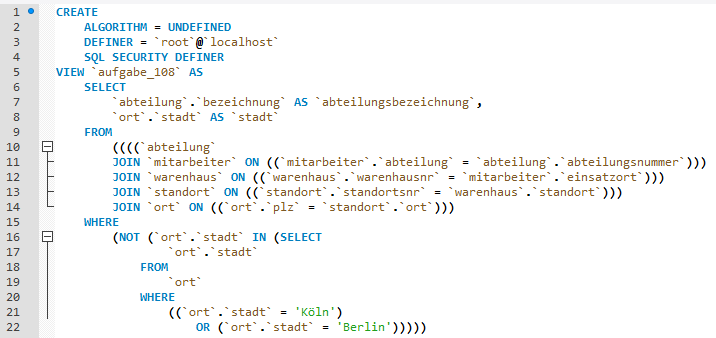 1 CREATE
2 ALGORITHM = UNDEFINED
3 DEFINER = `root`@`localhost`
4 SQL SECURITY DEFINER
5 VIEW `aufgabe_108` AS
6 SELECT
7 `abteilung`.`bezeichnung` AS `abteilungsbezeichnung`,
8 `ort`.`stadt` AS `stadt`
9 FROM
10 ((((`abteilung`
11 JOIN `mitarbeiter` ON ((`mitarbeiter`.`abteilung` = `abteilung`.`abteilungsnummer`)))
12 JOIN `warenhaus` ON ((`warenhaus`.`warenhausnr` = `mitarbeiter`.`einsatzort`)))
13 JOIN `standort` ON ((`standort`.`standortsnr` = `warenhaus`.`standort`)))
14 JOIN `ort` ON ((`ort`.`plz` = `standort`.`ort`)))
15 WHERE
16 (NOT (`ort`.`stadt` IN (SELECT
17 `ort`.`stadt`
18 FROM
19 `ort`
20 WHERE
21 ((`ort`.`stadt` = 'Köln')
22 OR (`ort`.`stadt` = 'Berlin')))))